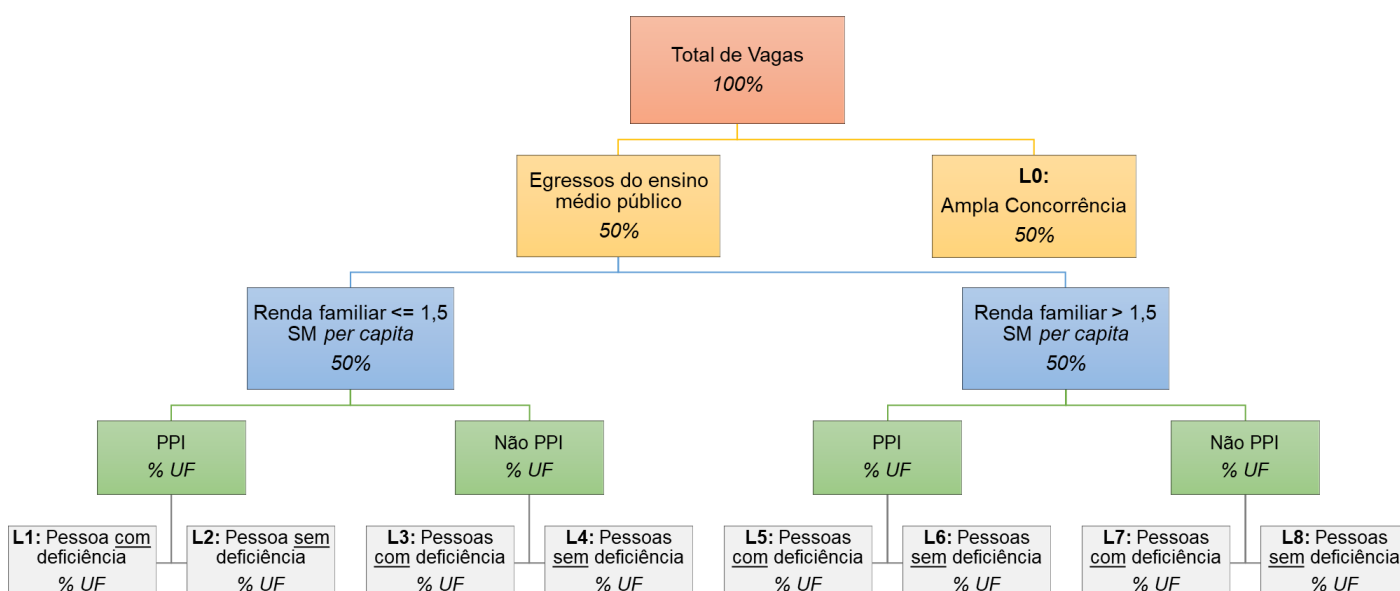 Total de Vagas
100%
Egressos do ensino
médio público
50%
L0:
Ampla Concorrência
50%
Renda familiar <= 1,5
SM per capita
50%
Renda familiar > 1,5
SM per capita
50%
PPI
% UF
Não PPI
% UF
PPI
% UF
Não PPI
% UF
L1: Pessoa com
deficiência
% UF
L2: Pessoa sem
deficiência
% UF
L3: Pessoas
com deficiência
% UF
L4: Pessoas
sem deficiência
% UF
L5: Pessoas
com deficiência
% UF
L6: Pessoas
sem deficiência
% UF
L7: Pessoas
com deficiência
% UF
L8: Pessoas
sem deficiência
% UF